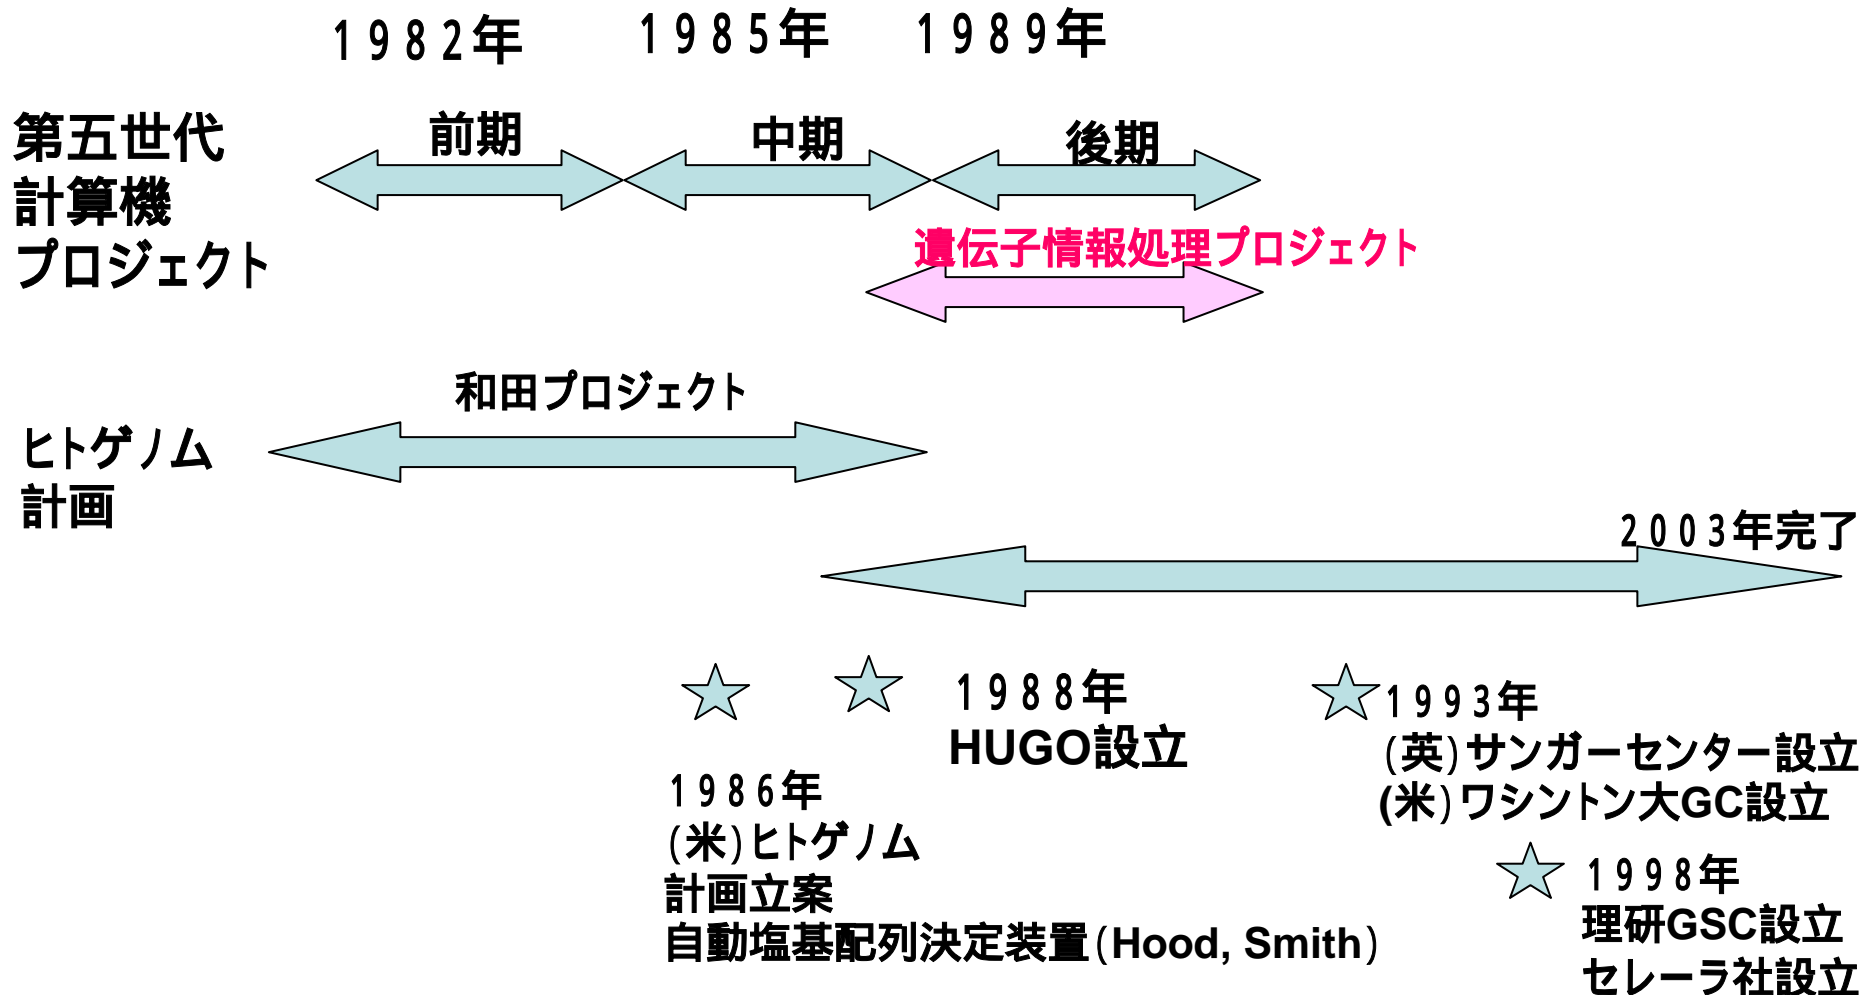 1982年
1985年
1989年
第五世代
計算機
プロジェクト
前期
中期
後期
遺伝子情報処理プロジェクト
和田プロジェクト
ヒトゲノム
計画
2003年完了
1986年
(米)ヒトゲノム
計画立案
自動塩基配列決定装置(Hood, Smith)
1988年
HUGO設立
1993年
(英)サンガーセンター設立
(米)ワシントン大GC設立
1998年
理研GSC設立
セレーラ社設立